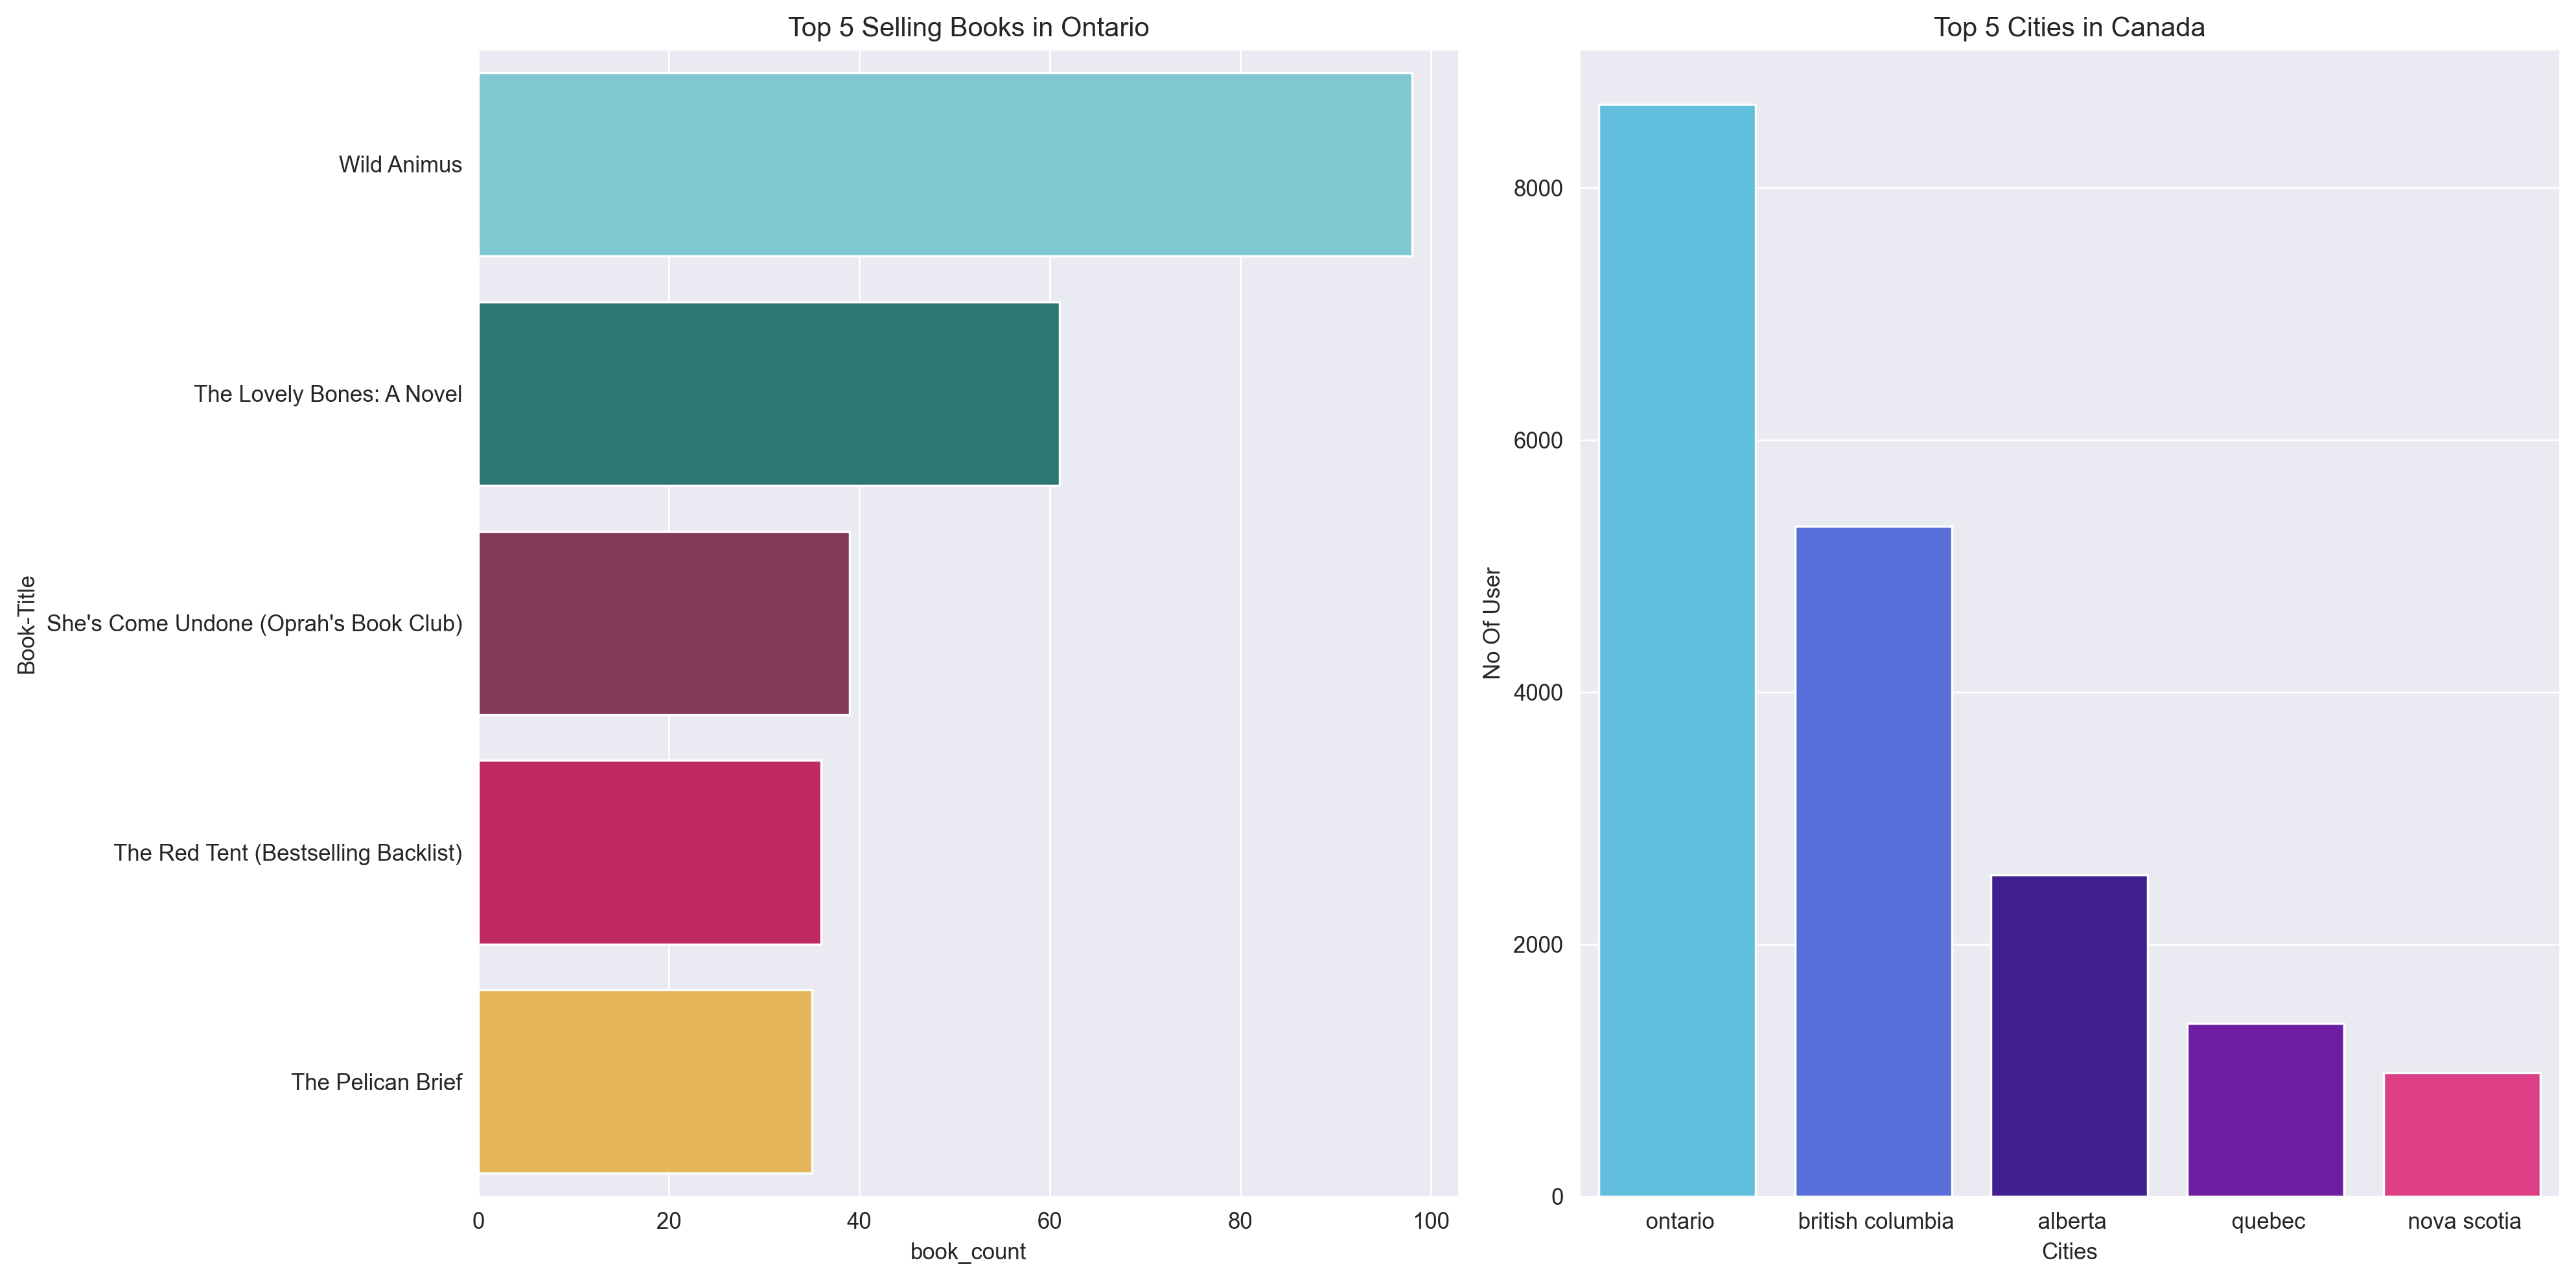 Top 5 Selling Books in Ontario
Book-Title
Wild Animus
The Lovely Bones: A Novel
She's Come Undone (Oprah's Book Club)
The Red Tent (Bestselling Backlist)
The Pelican Brief
0 20 40 60 80 100
book_count
Top 5 Cities in Canada
No Of User
8000
6000
4000
2000
0
ontario british columbia alberta quebec nova scotia
Cities